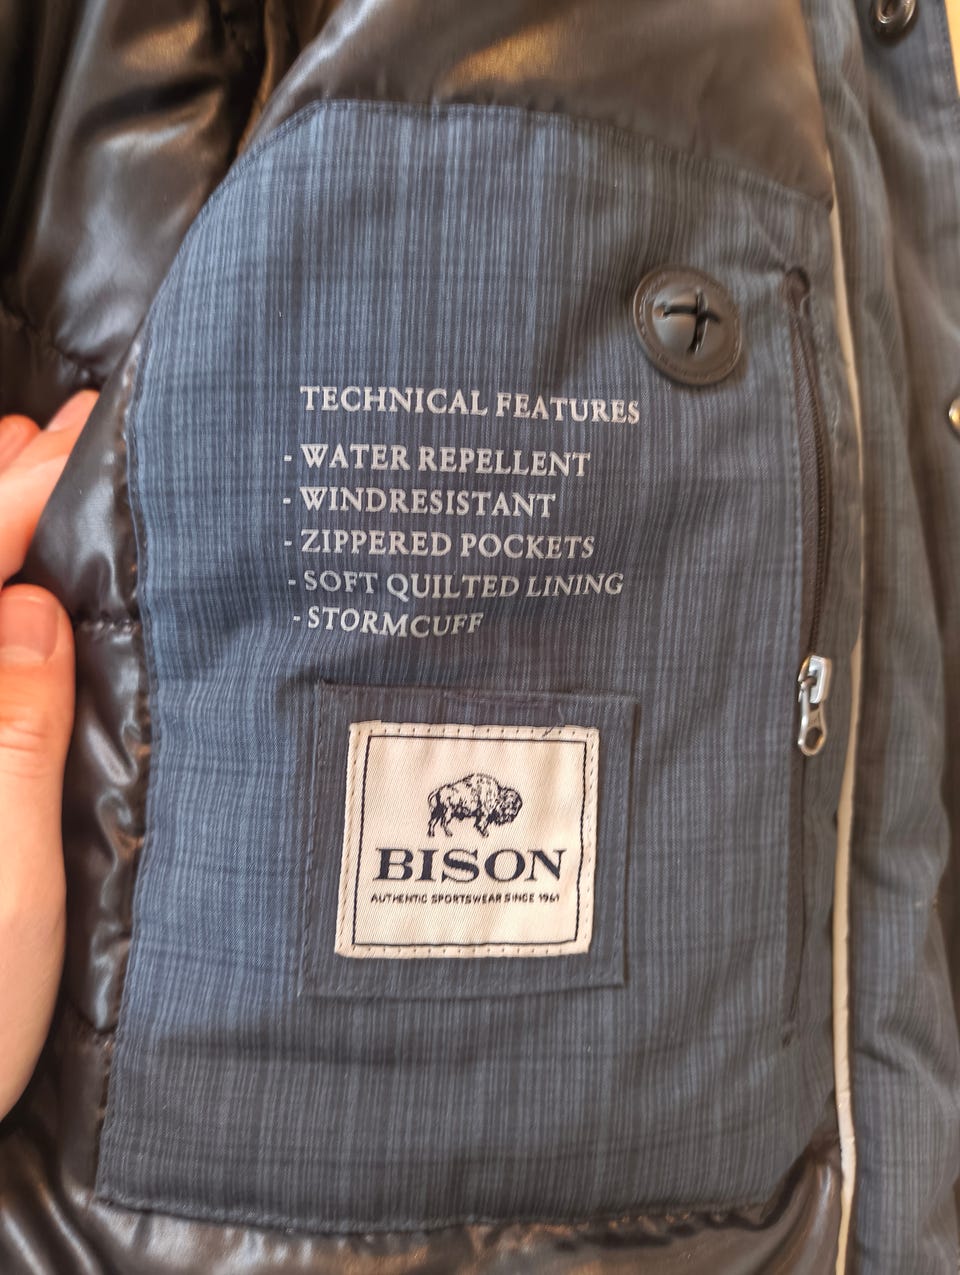 TECHNICAL FEATURES
- WATER REPELLENT
- WINDRESISTANT
- ZIPPERED POCKETS
- SOFT QUILTED LINING
- STORMCUFF
BISON
AUTHENTIC SPORTSWEAR SINCE 1961